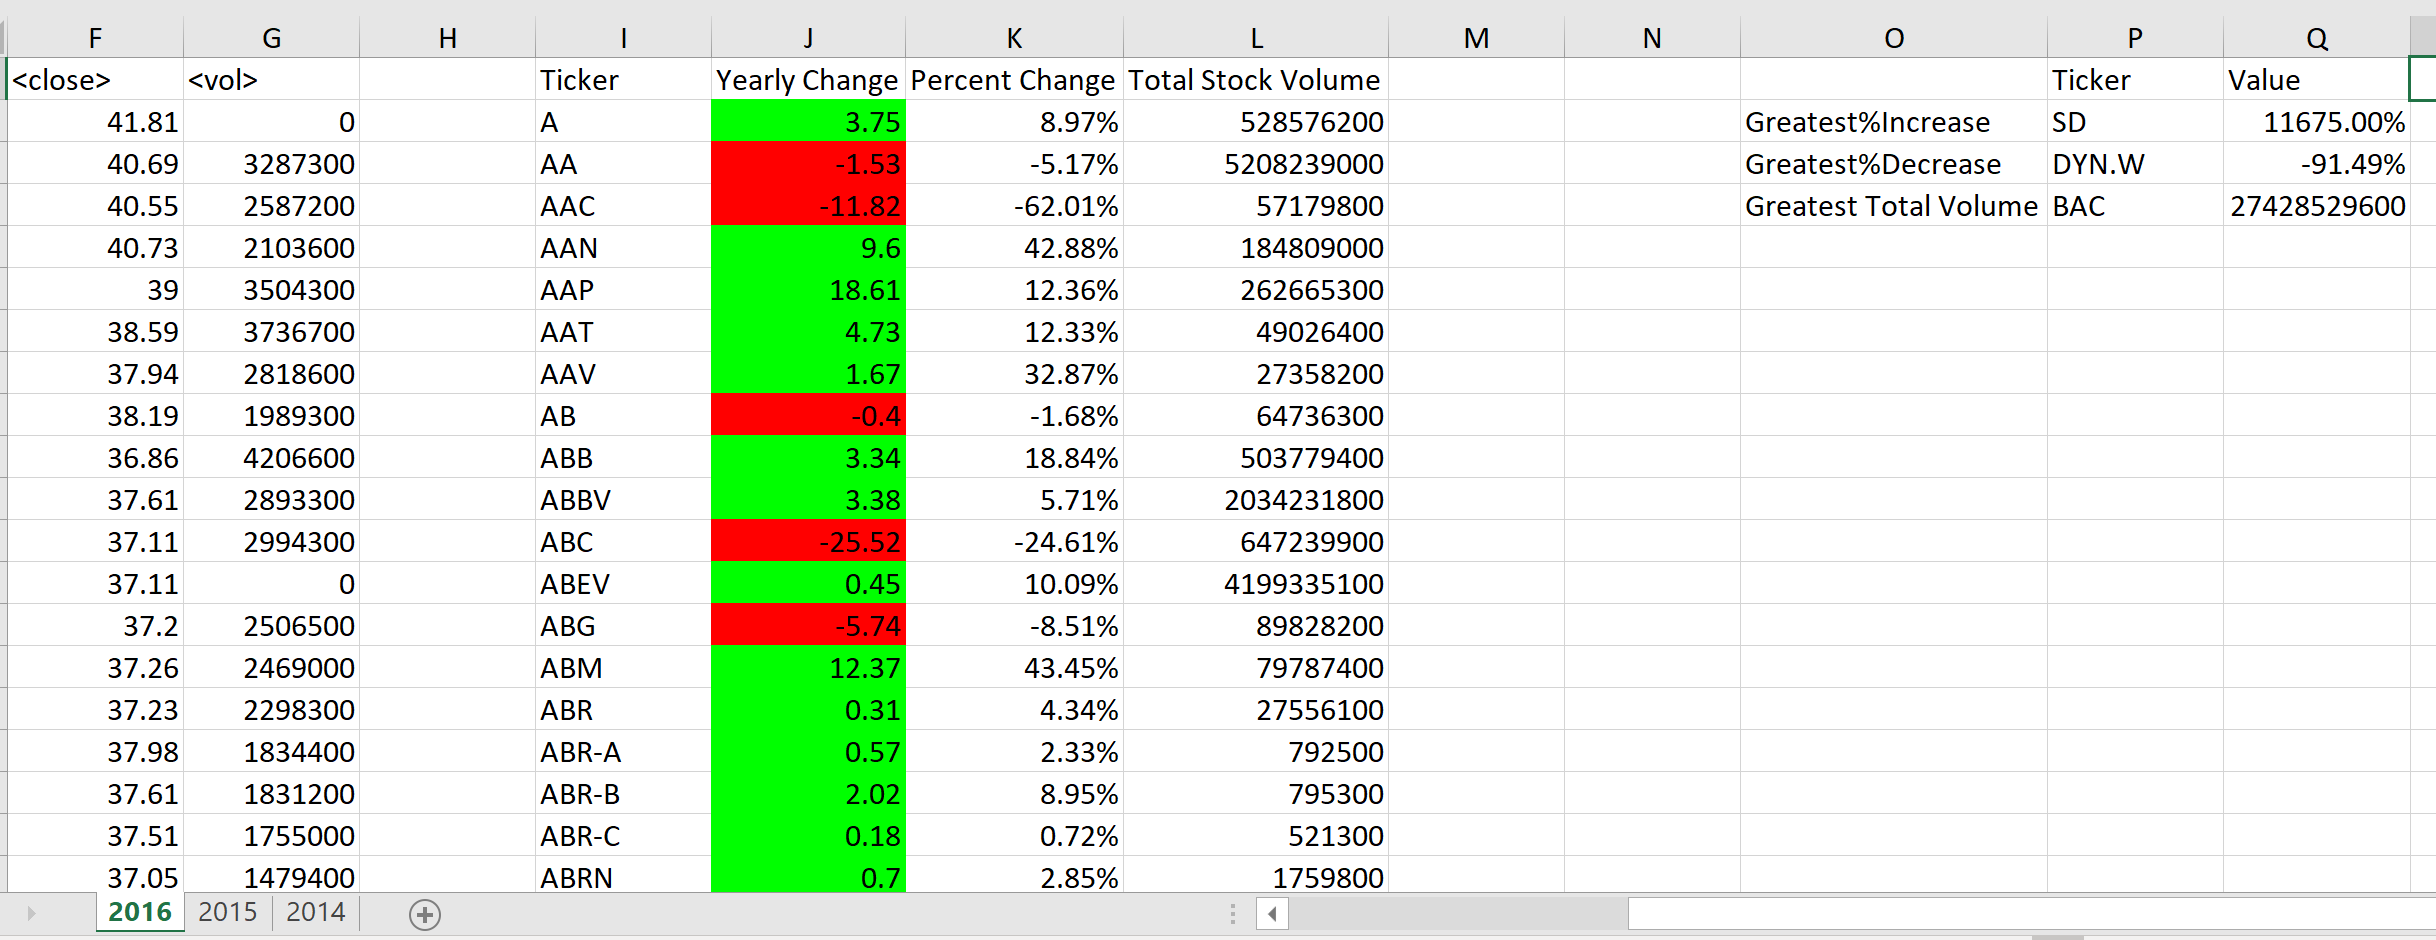 F G H I J K L M N O P Q
<close> <vol> Ticker Yearly Change Percent Change Total Stock Volume Ticker Value
41.81 0 A 3.75 8.97% 528576200 Greatest%Increase SD 11675.00%
40.69 3287300 AA -1.53 -5.17% 5208239000 Greatest%Decrease DYN.W -91.49%
40.55 2587200 AAC -11.82 -62.01% 57179800 Greatest Total Volume BAC 27428529600
40.73 2103600 AAN 9.6 42.88% 184809000
39 3504300 AAP 18.61 12.36% 262665300
38.59 3736700 AAT 4.73 12.33% 49026400
37.94 2818600 AAV 1.67 32.87% 27358200
38.19 1989300 AB -0.4 -1.68% 64736300
36.86 4206600 ABB 3.34 18.84% 503779400
37.61 2893300 ABBV 3.38 5.71% 2034231800
37.11 2994300 ABC -25.52 -24.61% 647239900
37.11 0 ABEV 0.45 10.09% 4199335100
37.2 2506500 ABG -5.74 -8.51% 89828200
37.26 2469000 ABM 12.37 43.45% 79787400
37.23 2298300 ABR 0.31 4.34% 27556100
37.98 1834400 ABR-A 0.57 2.33% 792500
37.61 1831200 ABR-B 2.02 8.95% 795300
37.51 1755000 ABR-C 0.18 0.72% 521300
37.05 1479400 ABRN 0.7 2.85% 1759800
2016 2015 2014